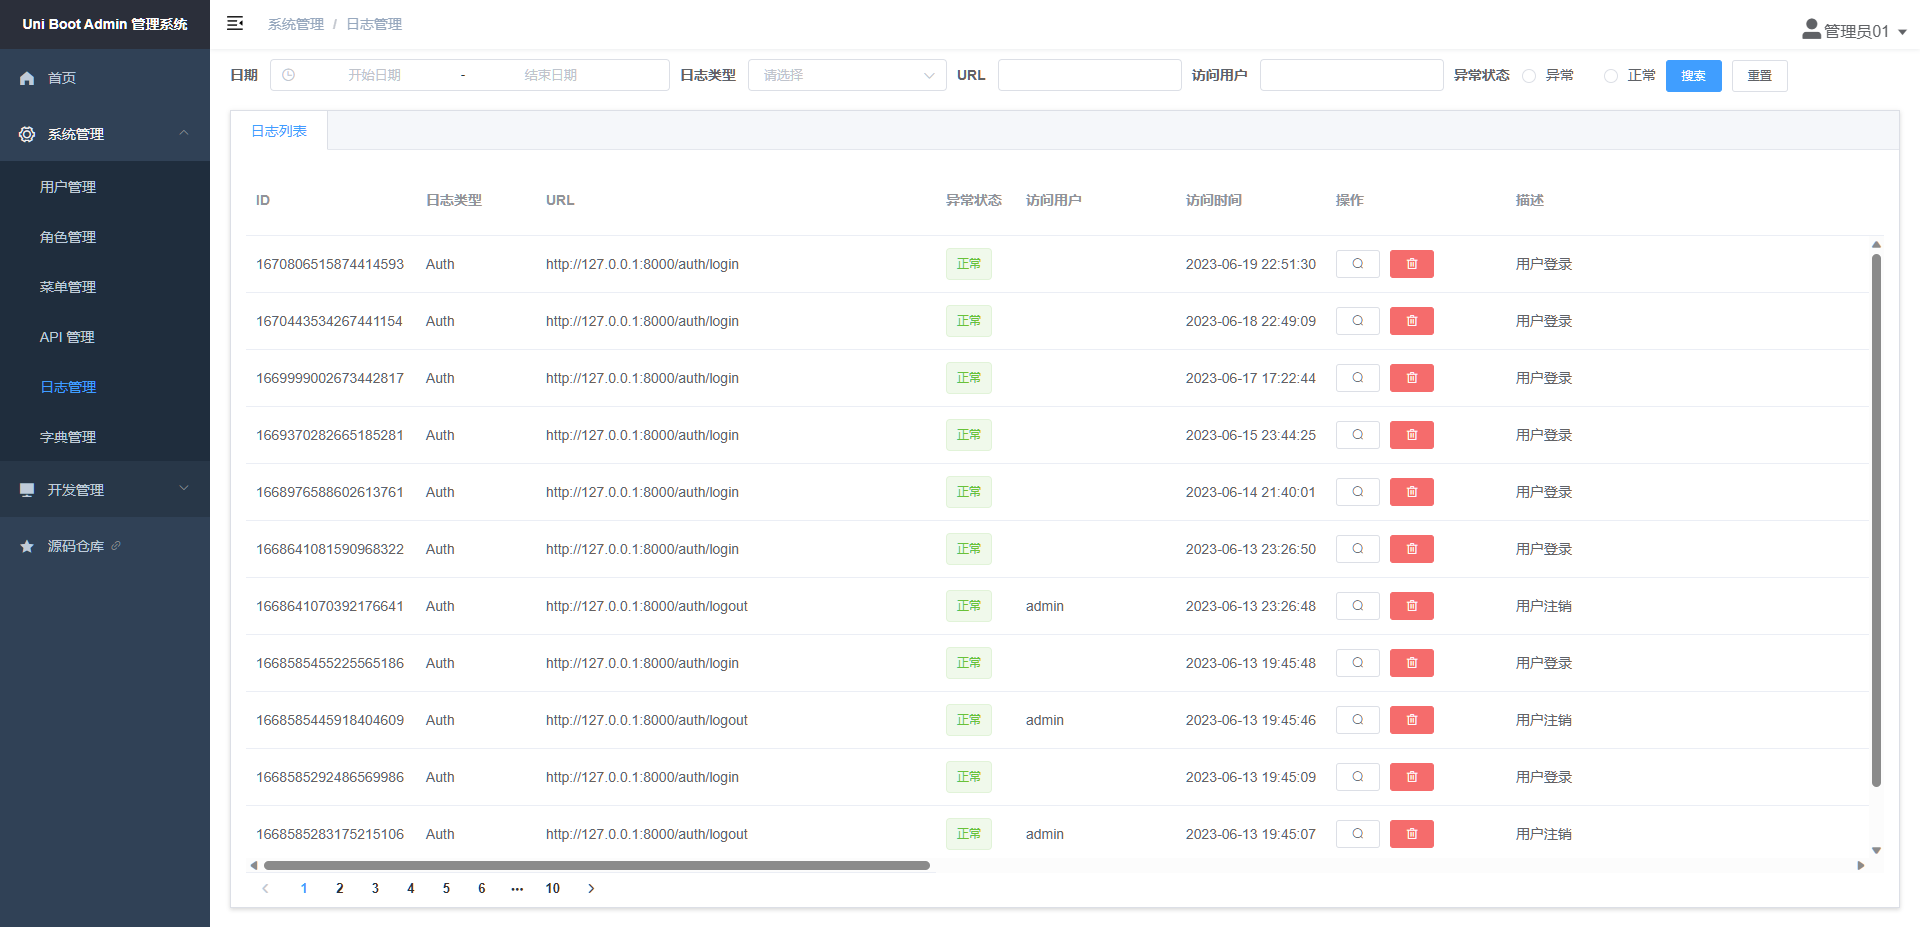 Uni Boot Admin 管理系统
系统管理 / 日志管理
管理员01
首页
系统管理
用户管理
角色管理
菜单管理
API 管理
日志管理
字典管理
开发管理
源码仓库
日期 开始日期 - 结束日期 日志类型 请选择 URL 访问用户 异常状态 异常 正常 搜索 重置
日志列表
ID 日志类型 URL 异常状态 访问用户 访问时间 操作 描述
1670806515874414593 Auth http://127.0.0.1:8000/auth/login 正常 2023-06-19 22:51:30 用户登录
1670443534267441154 Auth http://127.0.0.1:8000/auth/login 正常 2023-06-18 22:49:09 用户登录
1669999002673442817 Auth http://127.0.0.1:8000/auth/login 正常 2023-06-17 17:22:44 用户登录
1669370282665185281 Auth http://127.0.0.1:8000/auth/login 正常 2023-06-15 23:44:25 用户登录
1668976588602613761 Auth http://127.0.0.1:8000/auth/login 正常 2023-06-14 21:40:01 用户登录
1668641081590968322 Auth http://127.0.0.1:8000/auth/login 正常 2023-06-13 23:26:50 用户登录
1668641070392176641 Auth http://127.0.0.1:8000/auth/logout 正常 admin 2023-06-13 23:26:48 用户注销
1668585455225565186 Auth http://127.0.0.1:8000/auth/login 正常 2023-06-13 19:45:48 用户登录
1668585445918404609 Auth http://127.0.0.1:8000/auth/logout 正常 admin 2023-06-13 19:45:46 用户注销
1668585292486569986 Auth http://127.0.0.1:8000/auth/login 正常 2023-06-13 19:45:09 用户登录
1668585283175215106 Auth http://127.0.0.1:8000/auth/logout 正常 admin 2023-06-13 19:45:07 用户注销
1 2 3 4 5 6 ••• 10